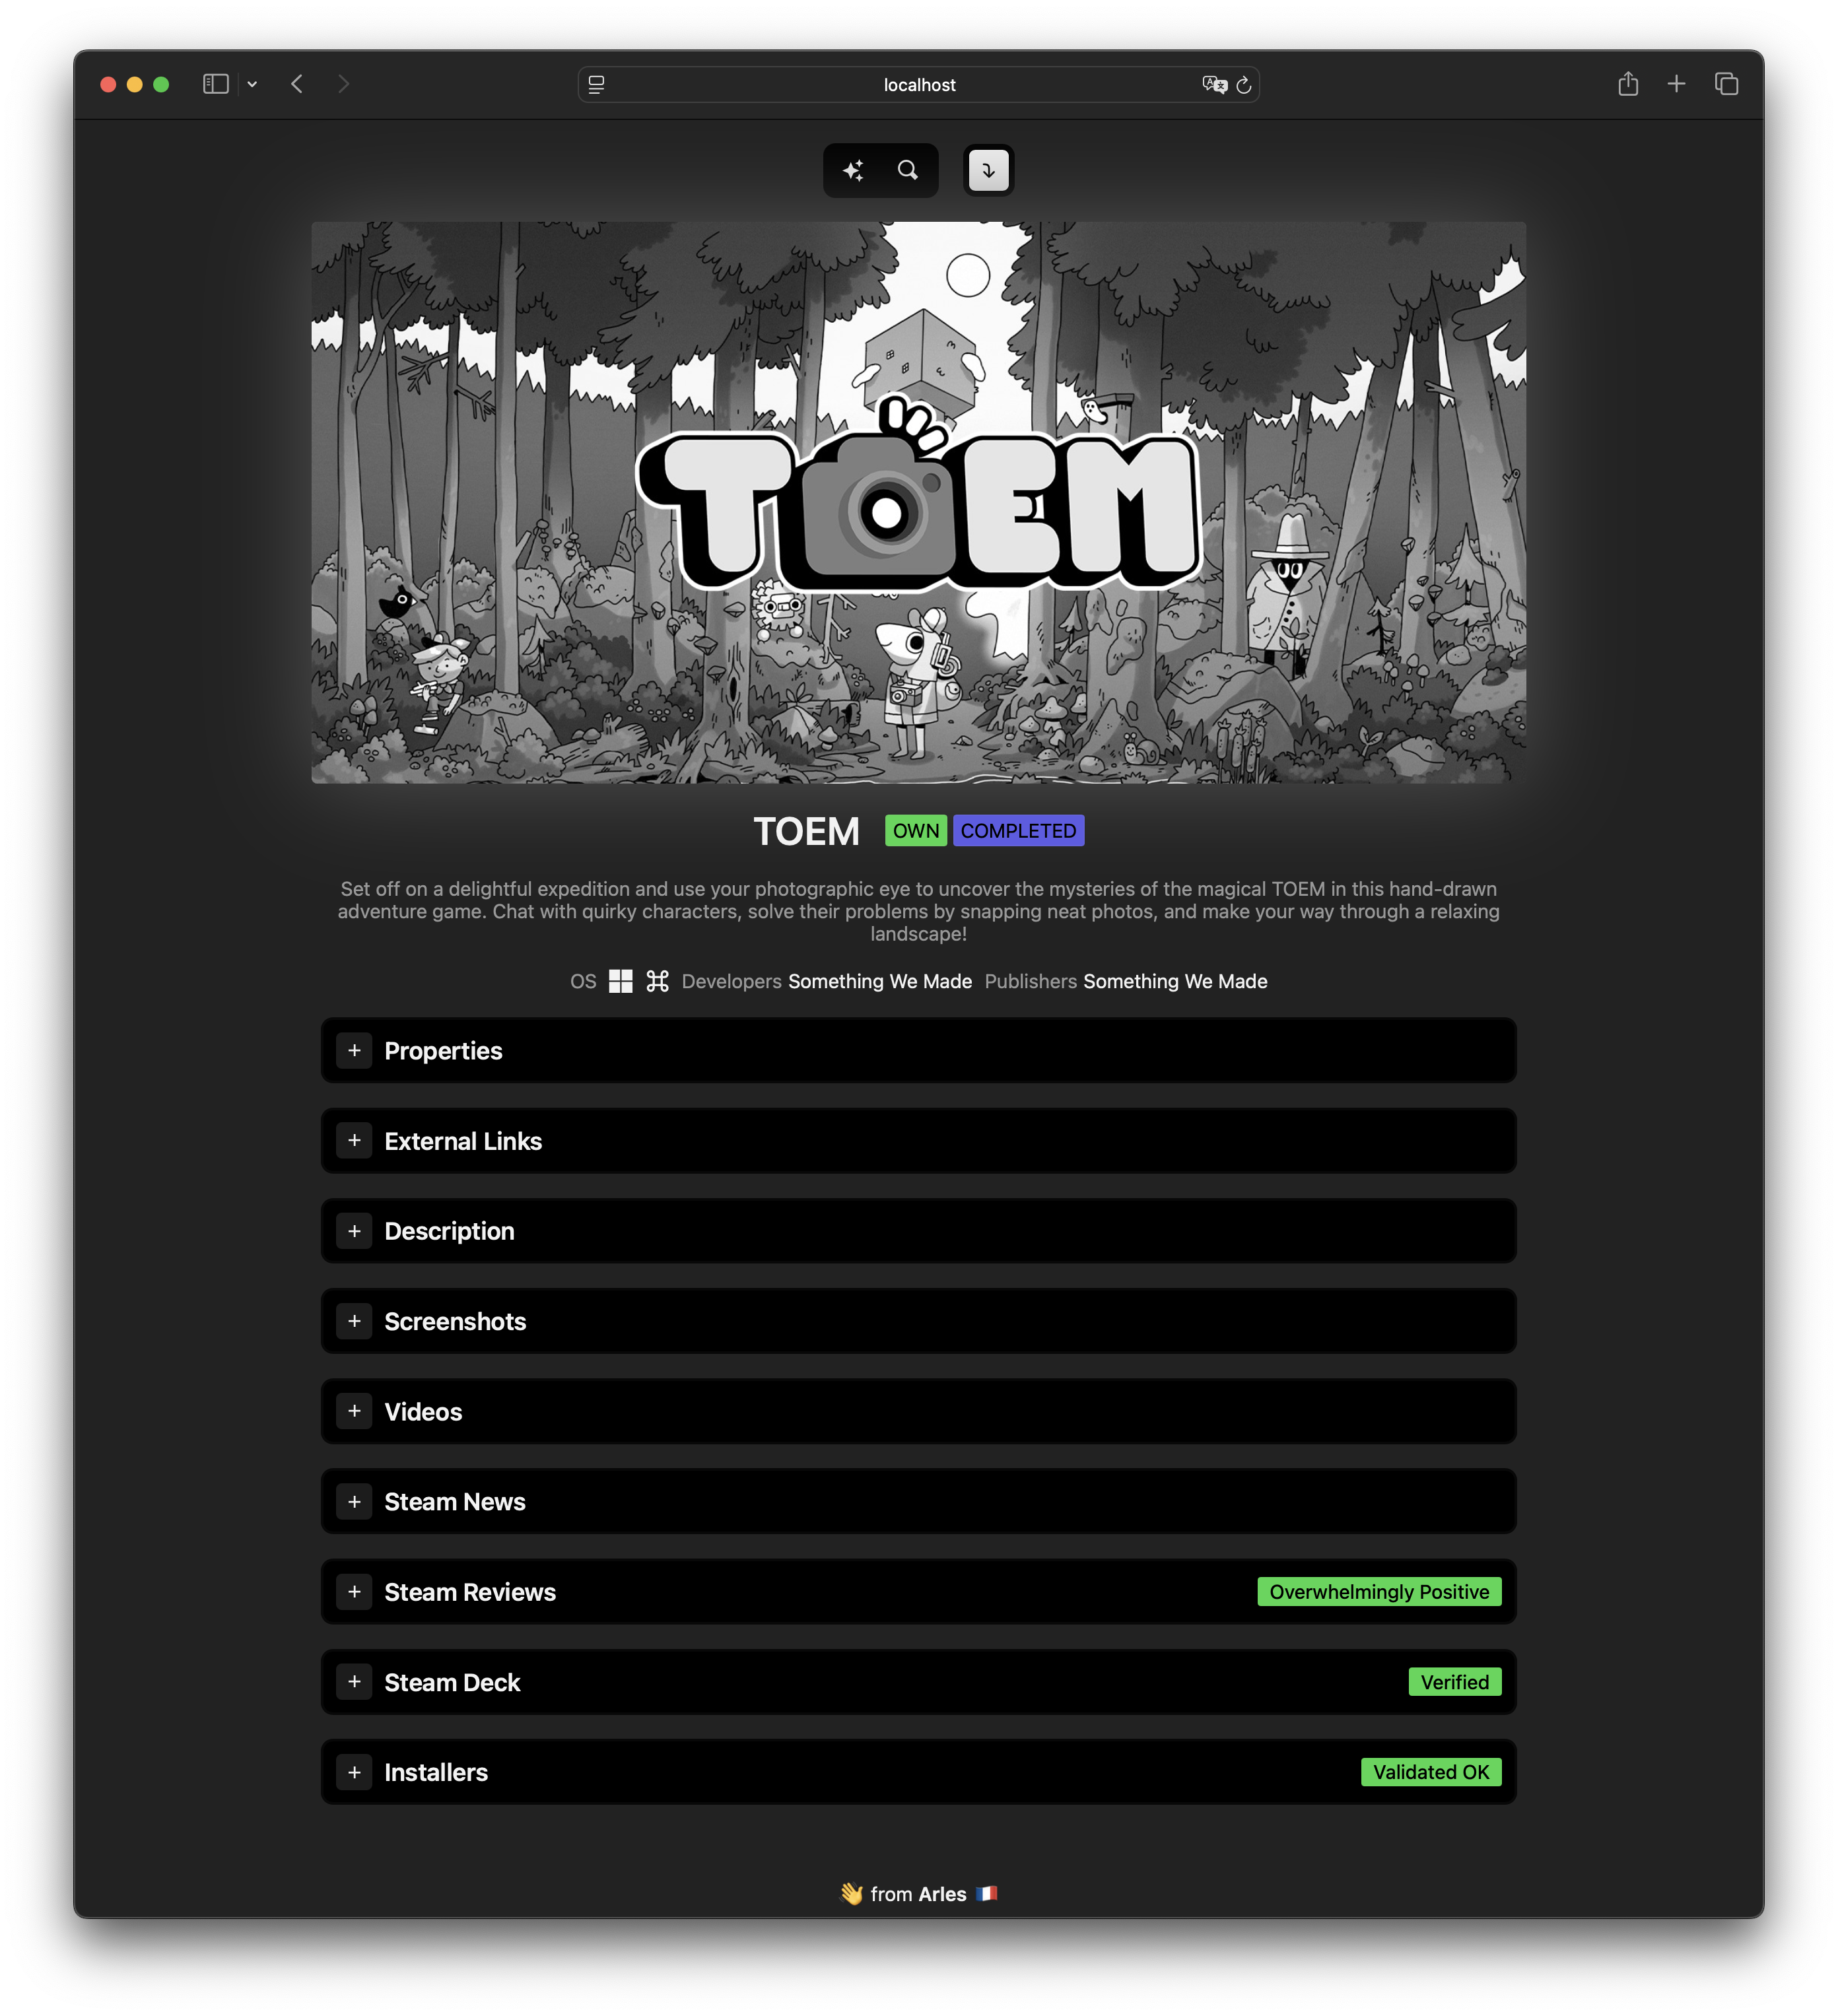 localhost
TOEM
TOEM OWN COMPLETED
Set off on a delightful expedition and use your photographic eye to uncover the mysteries of the magical TOEM in this hand-drawn
adventure game. Chat with quirky characters, solve their problems by snapping neat photos, and make your way through a relaxing
landscape!
OS Developers Something We Made Publishers Something We Made
+ Properties
+ External Links
+ Description
+ Screenshots
+ Videos
+ Steam News
+ Steam Reviews Overwhelmingly Positive
+ Steam Deck Verified
+ Installers Validated OK
👋 from Arles 🇫🇷